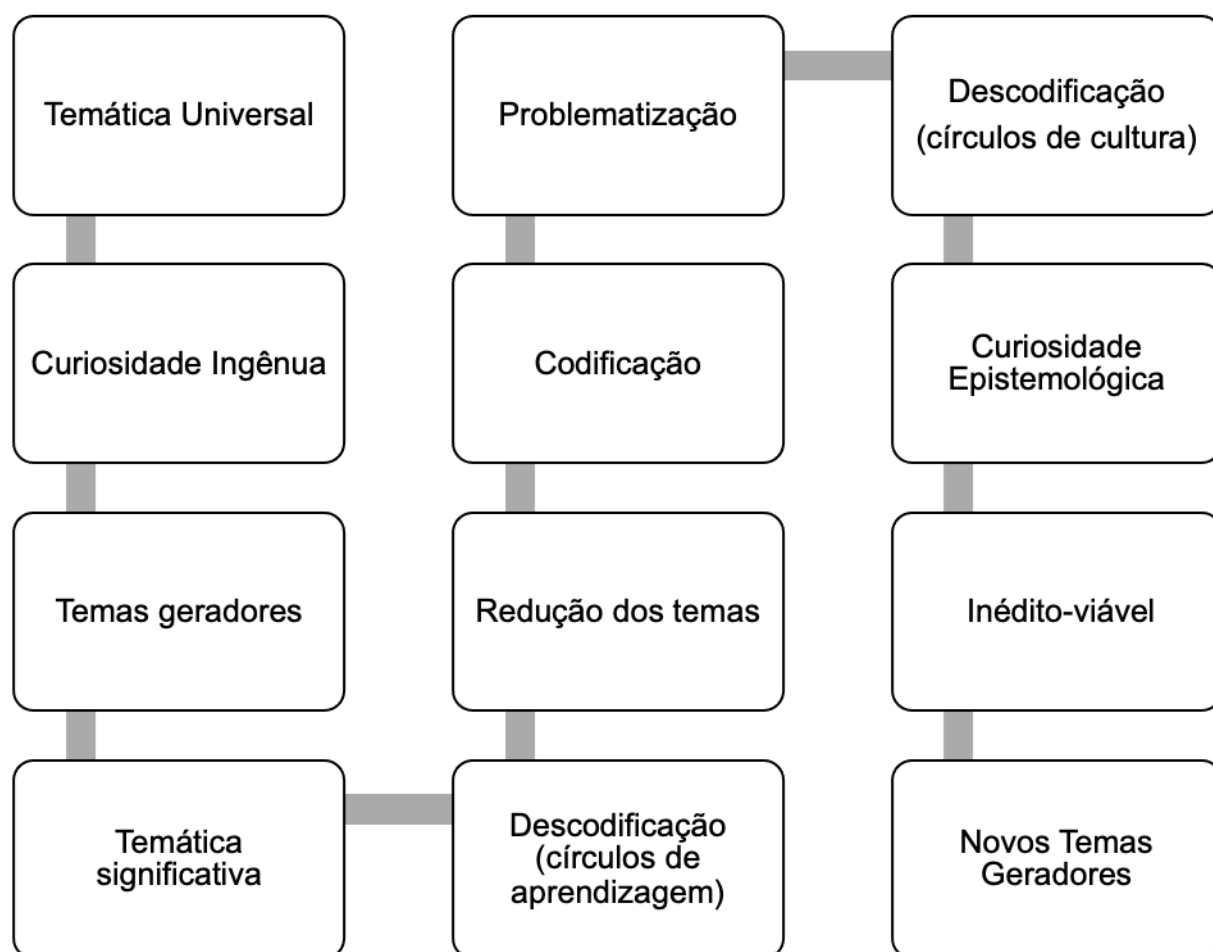 Temática Universal
Curiosidade Ingênua
Temas geradores
Temática
significativa
Descodificação
(círculos de
aprendizagem)
Redução dos temas
Codificação
Problematização
Descodificação
(círculos de cultura)
Curiosidade
Epistemológica
Inédito-viável
Novos Temas
Geradores